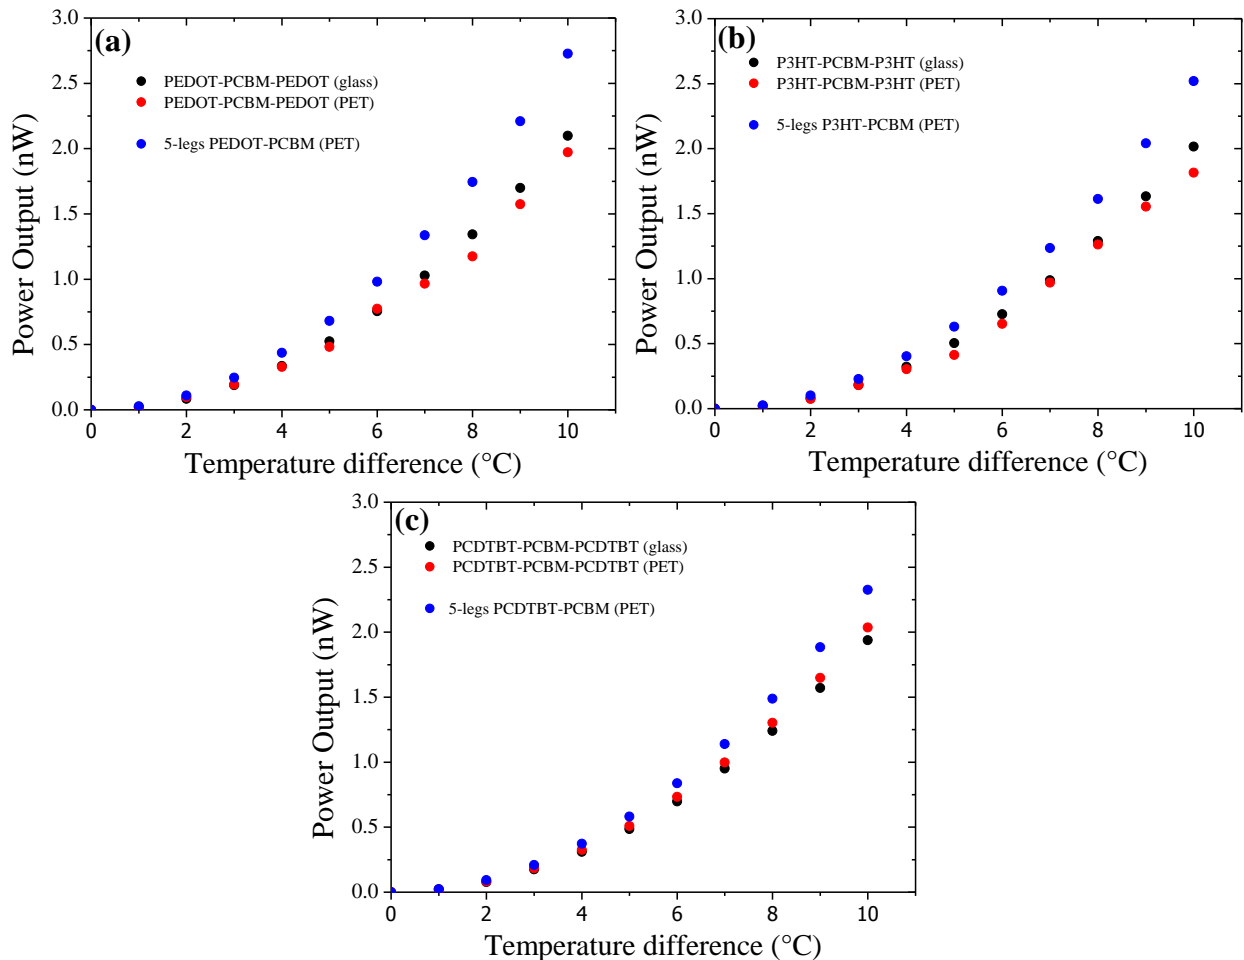 (a)
PEDOT-PCBM-PEDOT (glass)
PEDOT-PCBM-PEDOT (PET)
5-legs PEDOT-PCBM (PET)
3.0
2.5
2.0
1.5
1.0
0.5
0.0
Power Output (nW)
0 2 4 6 8 10
Temperature difference (°C)
(b)
P3HT-PCBM-P3HT (glass)
P3HT-PCBM-P3HT (PET)
5-legs P3HT-PCBM (PET)
3.0
2.5
2.0
1.5
1.0
0.5
0.0
Power Output (nW)
0 2 4 6 8 10
Temperature difference (°C)
(c)
PCDTBT-PCBM-PCDTBT (glass)
PCDTBT-PCBM-PCDTBT (PET)
5-legs PCDTBT-PCBM (PET)
3.0
2.5
2.0
1.5
1.0
0.5
0.0
Power Output (nW)
0 2 4 6 8 10
Temperature difference (°C)